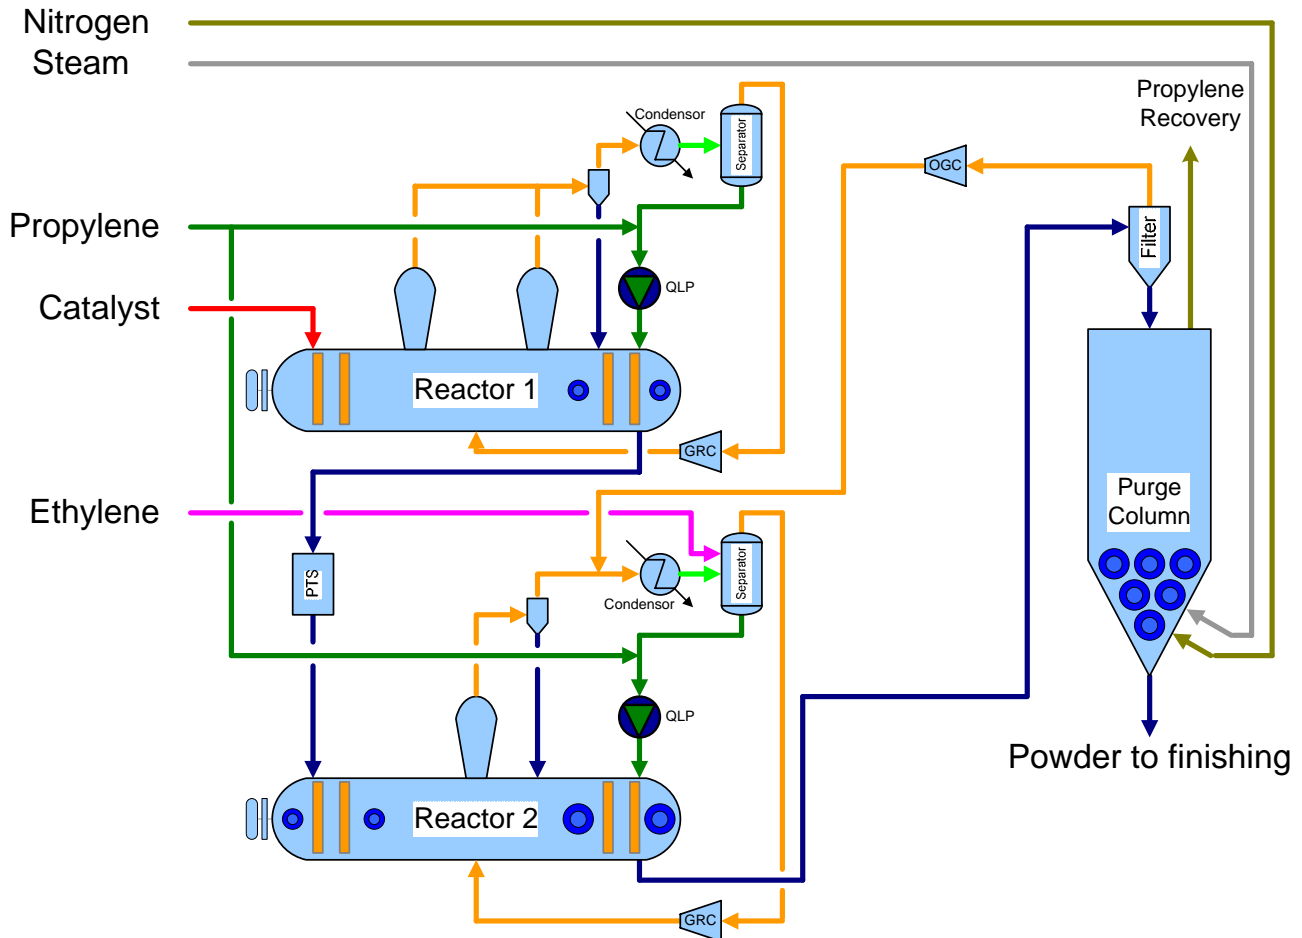 Nitrogen
Steam
Propylene
Recovery
Condensor
Separator
OGC
Propylene
Filter
QLP
Catalyst
Reactor 1
GRC
Purge
Column
Ethylene
Separator
PTS
Condensor
QLP
Powder to finishing
Reactor 2
GRC